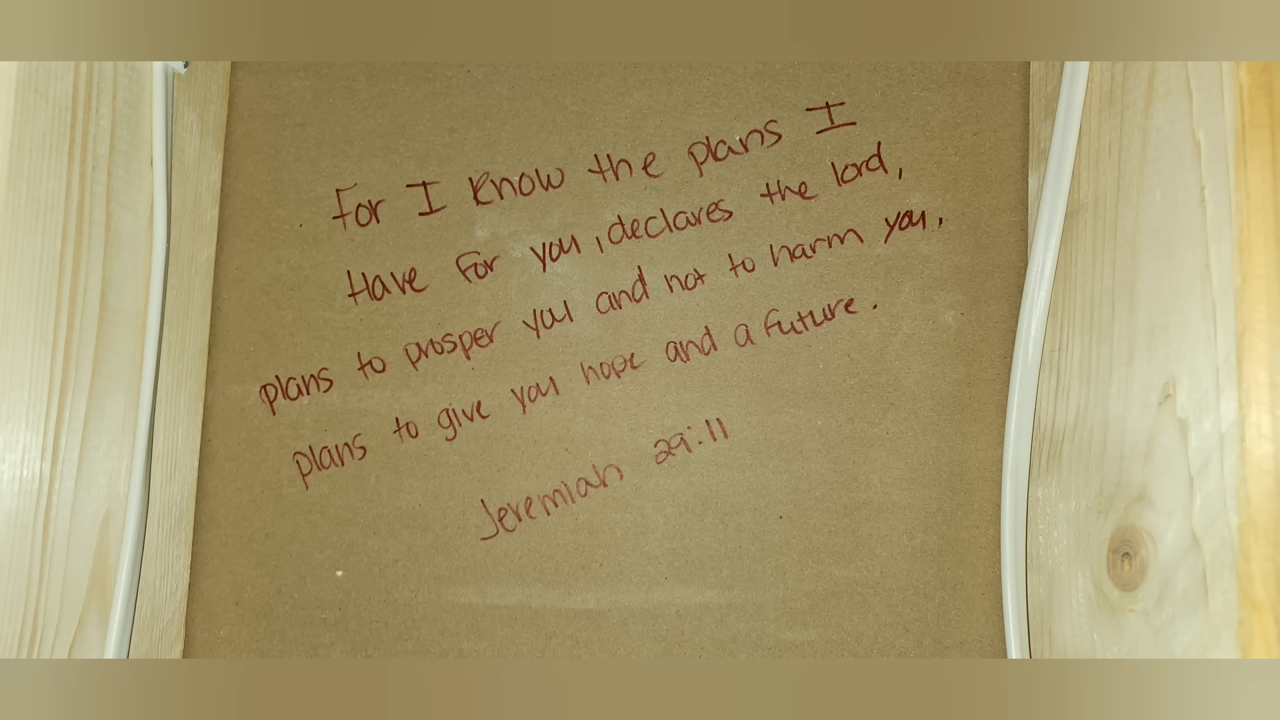 For I know the plans I
Have for you, declares the lord,
plans to prosper you and not to harm you,
plans to give you hope and a future.
Jeremiah 29:11